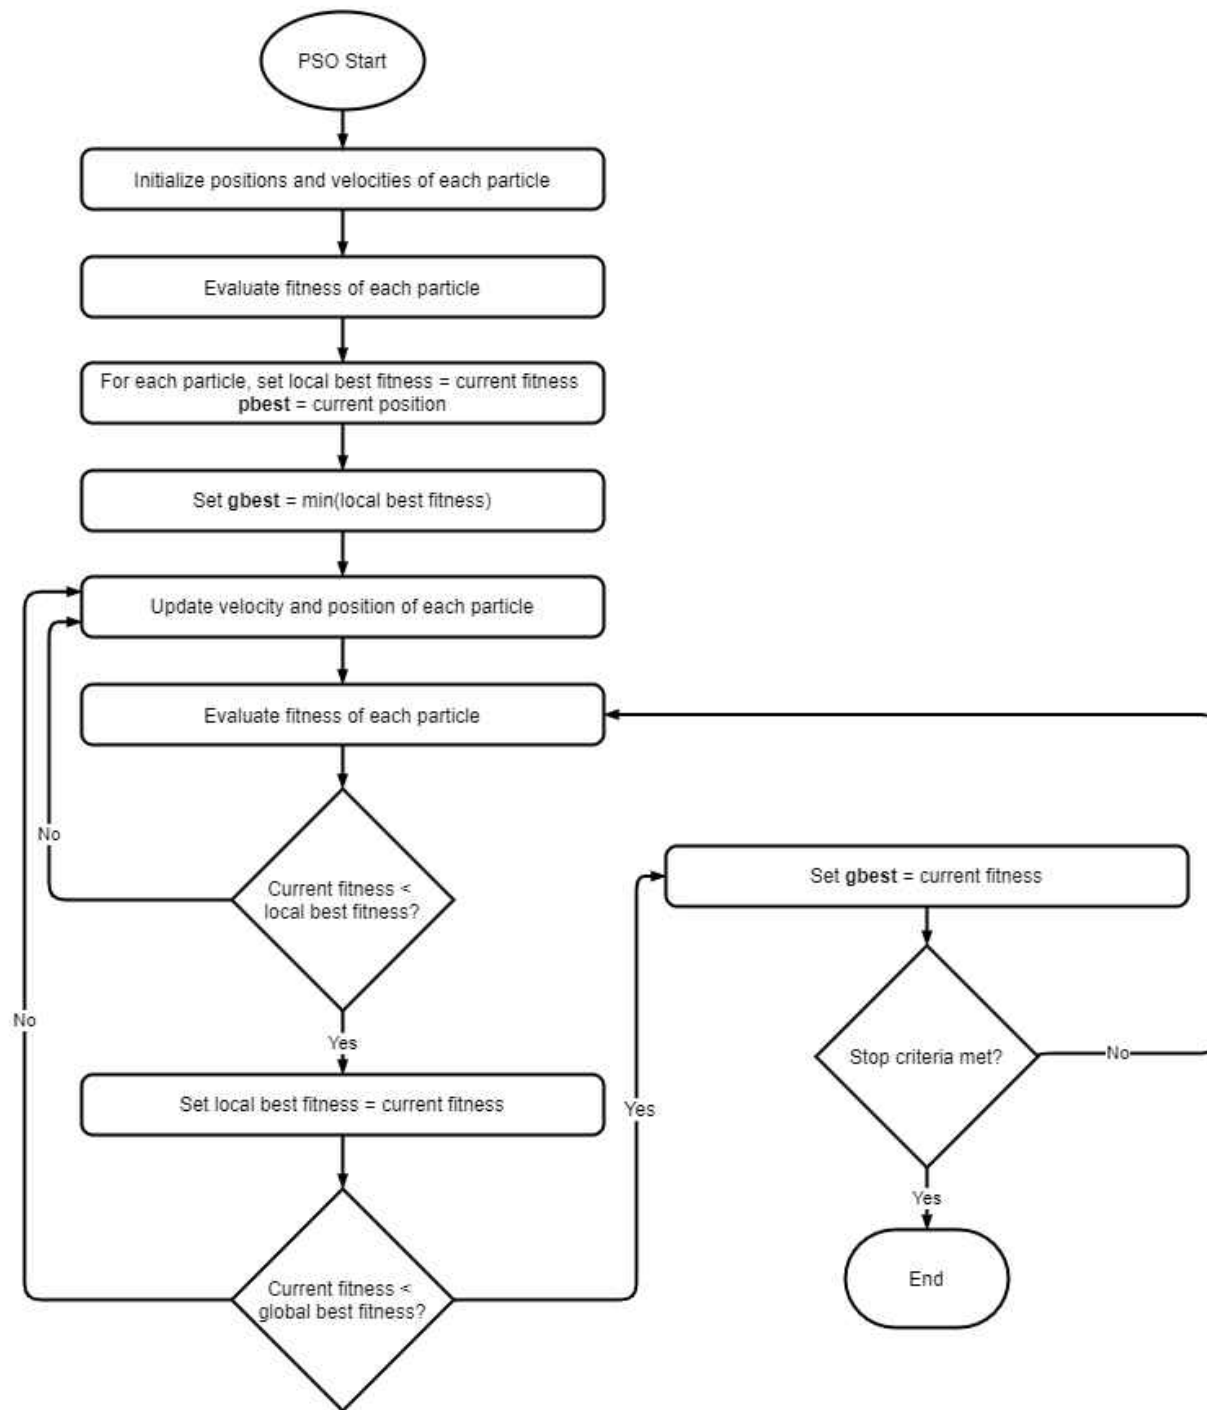 PSO Start
Initialize positions and velocities of each particle
Evaluate fitness of each particle
For each particle, set local best fitness = current fitness
pbest = current position
Set gbest = min(local best fitness)
Update velocity and position of each particle
Evaluate fitness of each particle
No
Current fitness <
local best fitness?
Yes
No
Set local best fitness = current fitness
Current fitness <
global best fitness?
Yes
Set gbest = current fitness
Stop criteria met?
No
Yes
End